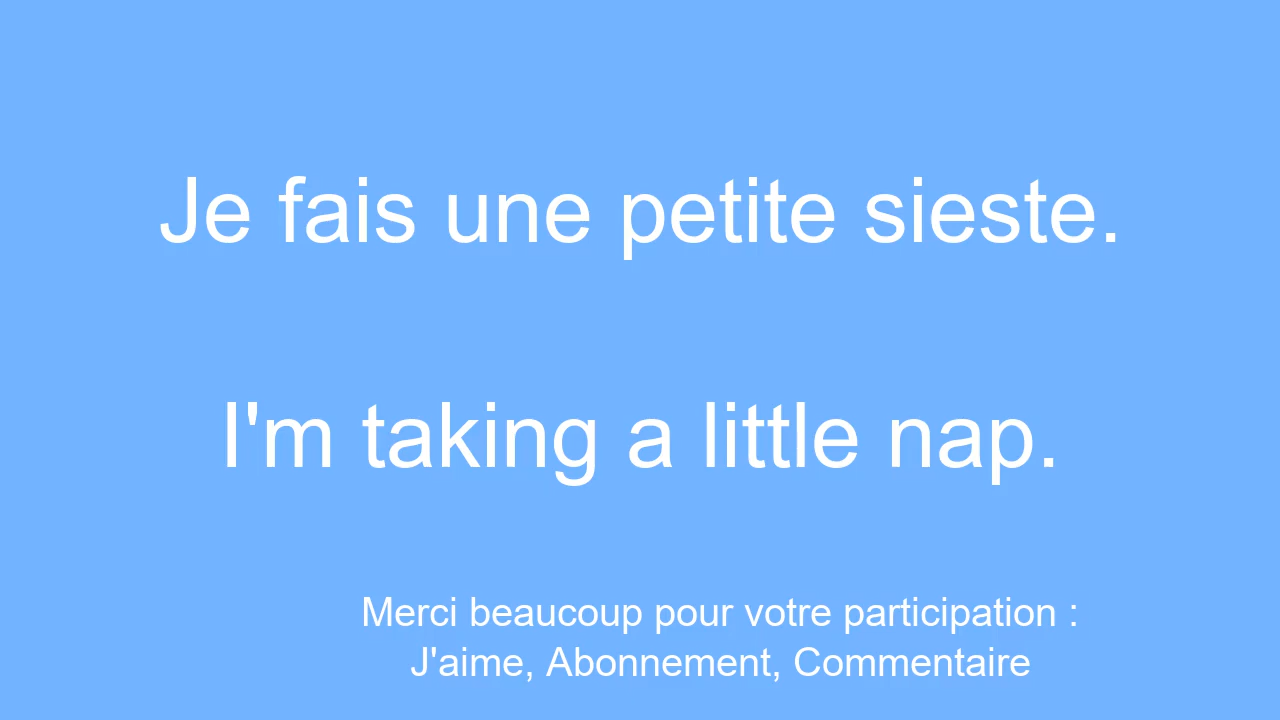 Je fais une petite sieste.
I'm taking a little nap.
Merci beaucoup pour votre participation :
J'aime, Abonnement, Commentaire